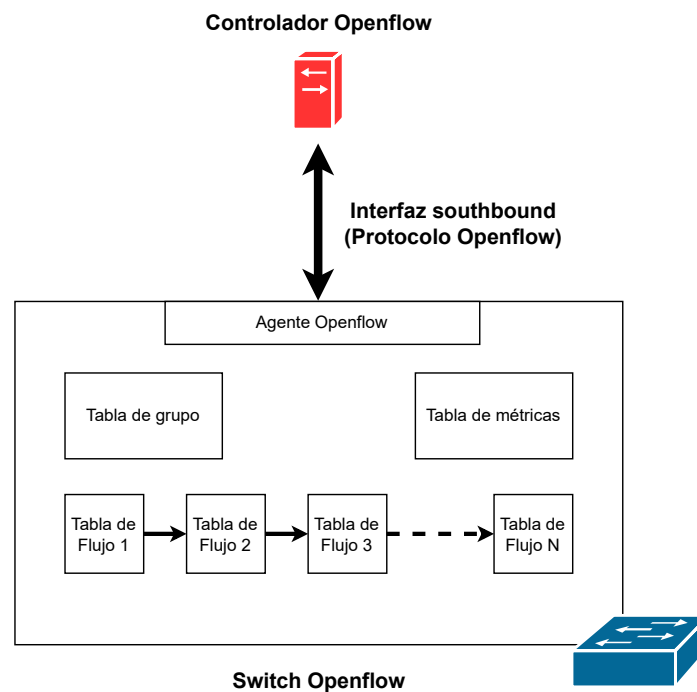 Controlador Openflow
Interfaz southbound
(Protocolo Openflow)
Agente Openflow
Tabla de grupo
Tabla de métricas
Tabla de
Flujo 1
Tabla de
Flujo 2
Tabla de
Flujo 3
Tabla de
Flujo N
Switch Openflow